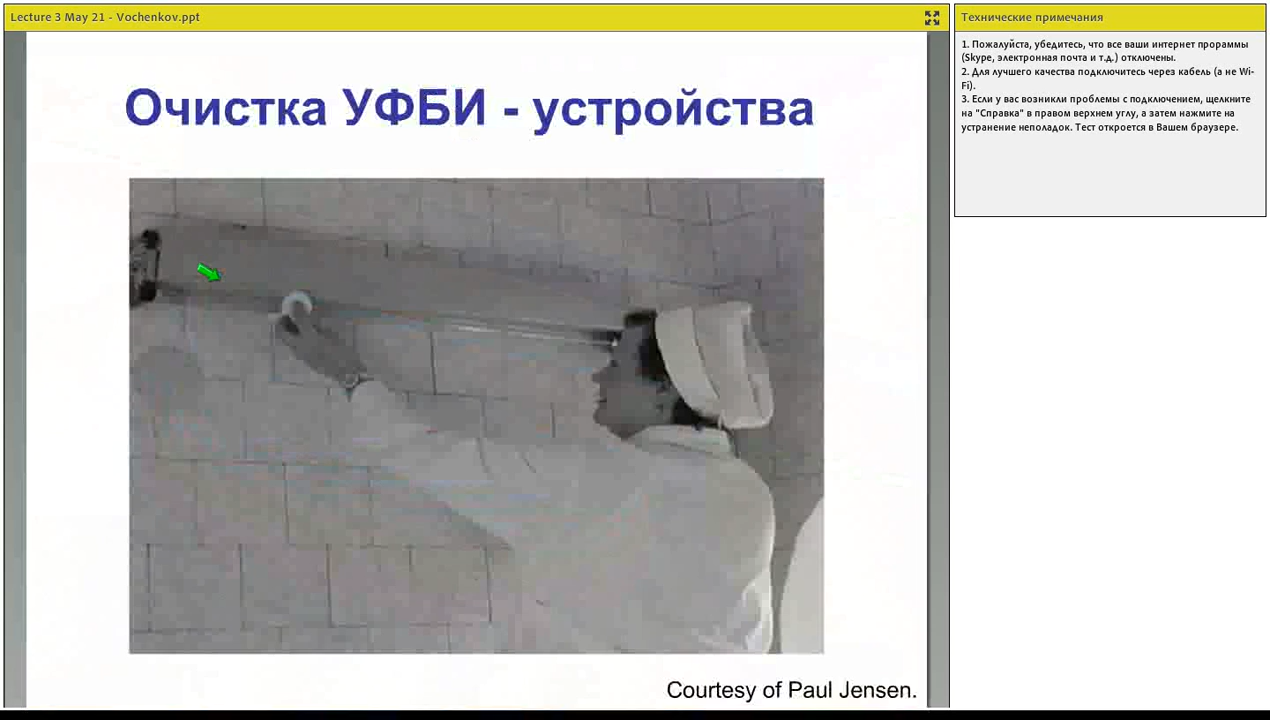 Lecture 3 May 21 - Vochenkov.ppt
Очистка УФБИ - устройства
Courtesy of Paul Jensen.
Технические примечания
1. Пожалуйста, убедитесь, что все ваши интернет прораммы
(Skype, электронная почта и т.д.) отключены.
2. Для лучшего качества подключитесь через кабель (а не Wi-
Fi).
3. Если у вас возникли проблемы с подключением, щелкните
на "Справка" в правом верхнем углу, а затем нажмите на
устранение неполадок. Тест откроется в Вашем браузере.